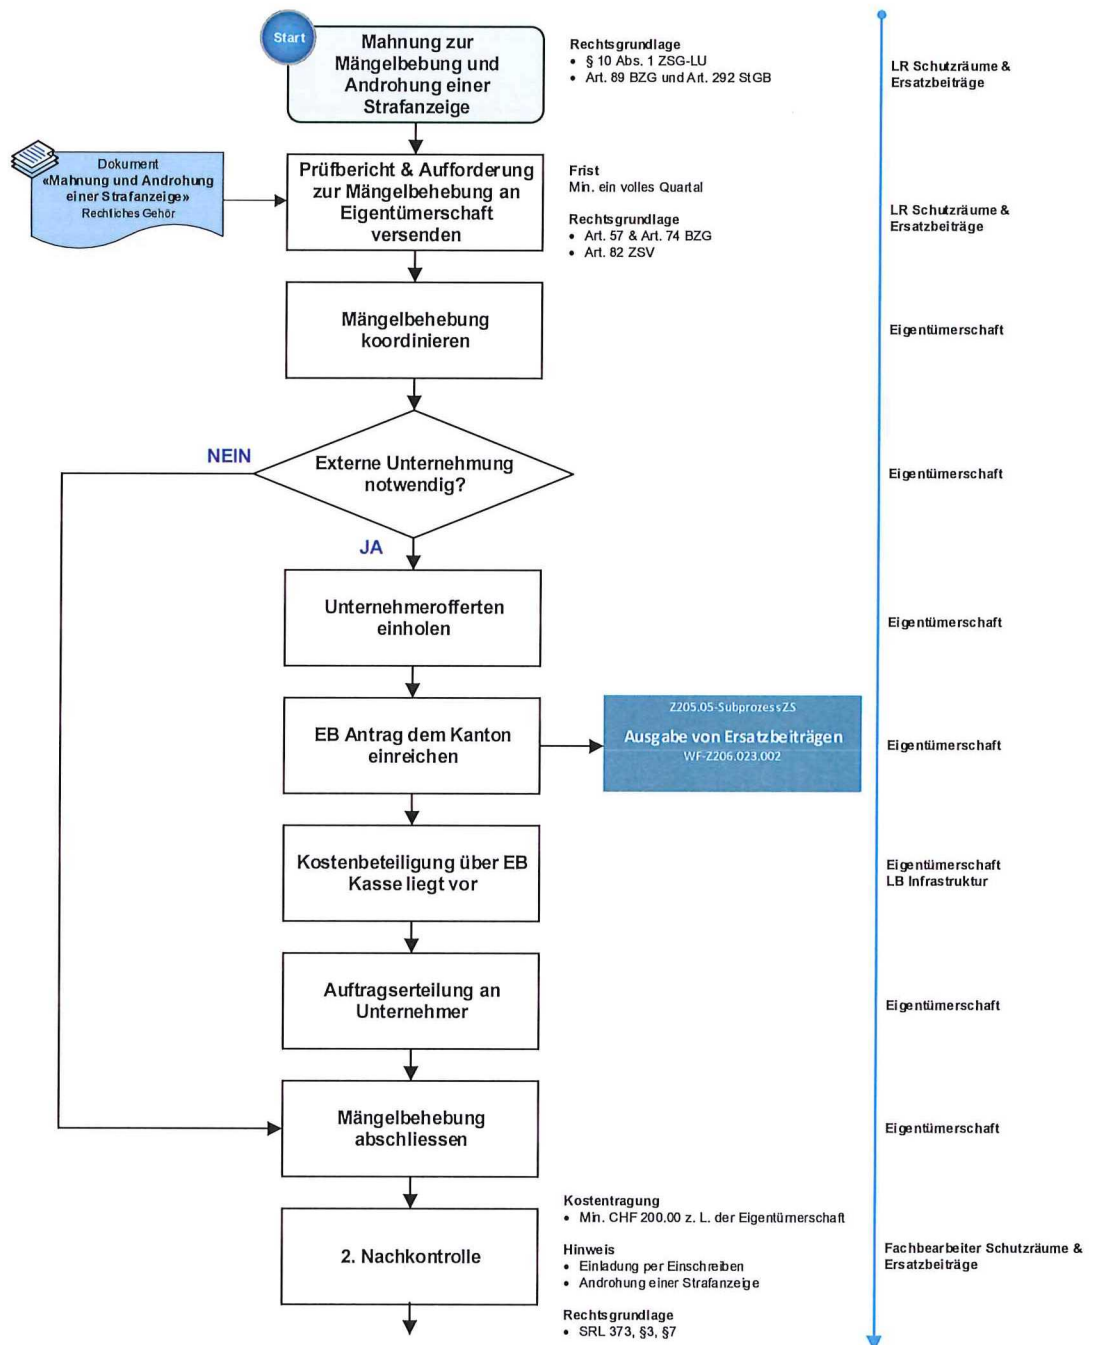 Start
Mahnung zur
Mängelbebung und
Androhung einer
Strafanzeige
Rechtsgrundlage
• § 10 Abs. 1 ZSG-LU
• Art. 89 BZG und Art. 292 StGB
LR Schutzräume &
Ersatzbeiträge
Dokument
«Mahnung und Androhung
einer Strafanzeige»
Rechtliches Gehör
Prüfbericht & Aufforderung
zur Mängelbehebung an
Eigentümerschaft
versenden
Frist
Min. ein volles Quartal
Rechtsgrundlage
• Art. 57 & Art. 74 BZG
• Art. 82 ZSV
LR Schutzräume &
Ersatzbeiträge
Mängelbehebung
koordinieren
Eigentümerschaft
NEIN
Externe Unternehmung
notwendig?
Eigentümerschaft
JA
Unternehmerofferten
einholen
Eigentümerschaft
EB Antrag dem Kanton
einreichen
Z205.05-SubprozessZS
Ausgabe von Ersatzbeiträgen
WF-Z206.023.002
Eigentümerschaft
Kostenbeteiligung über EB
Kasse liegt vor
Eigentümerschaft
LB Infrastruktur
Auftragserteilung an
Unternehmer
Eigentümerschaft
Mängelbehebung
abschliessen
Eigentümerschaft
2. Nachkontrolle
Kostentragung
• Min. CHF 200.00 z. L. der Eigentümerschaft
Hinweis
• Einladung per Einschreiben
• Androhung einer Strafanzeige
Rechtsgrundlage
• SRL 373, §3, §7
Fachbearbeiter Schutzräume &
Ersatzbeiträge